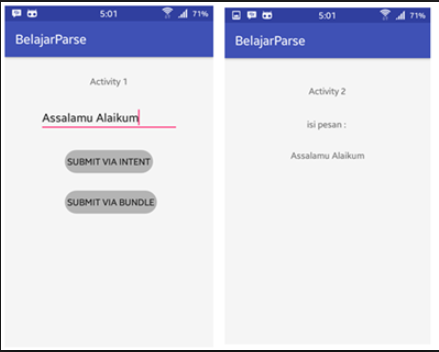 5:01
71%
BelajarParse
Activity 1
Assalamu Alaikum
SUBMIT VIA INTENT
SUBMIT VIA BUNDLE
5:01
71%
BelajarParse
Activity 2
isi pesan :
Assalamu Alaikum